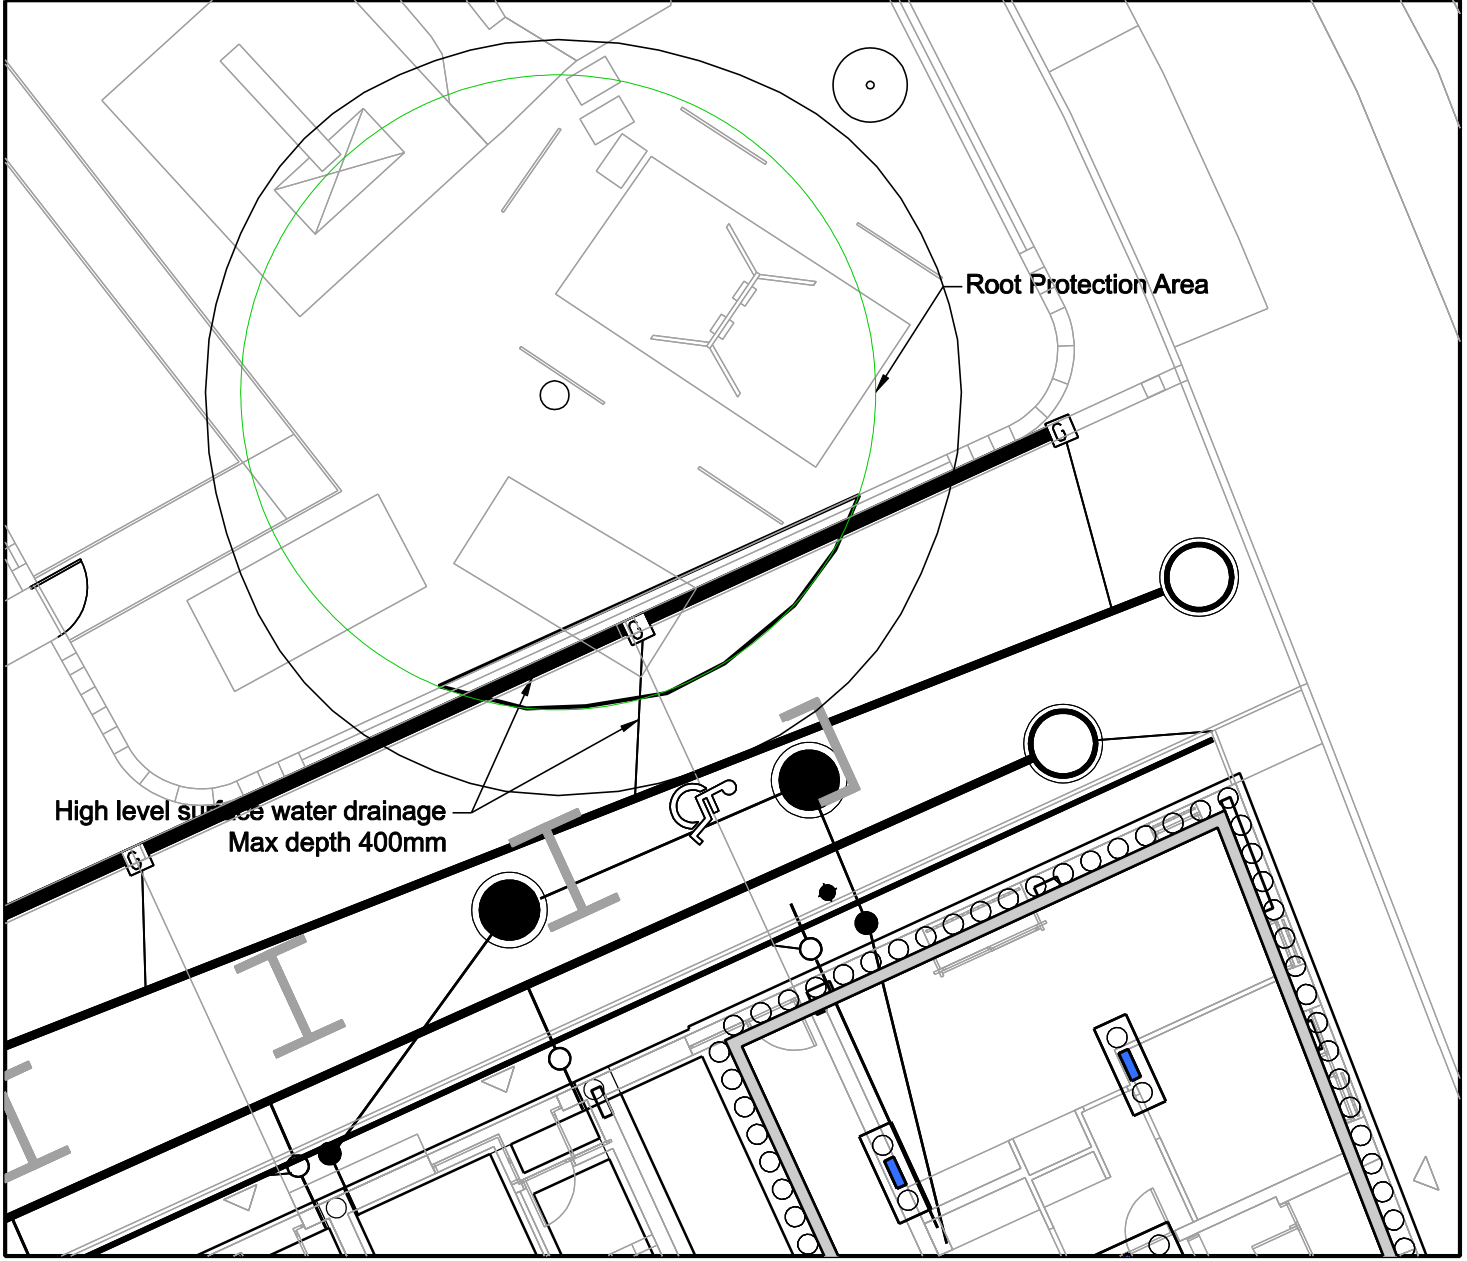 Root Protection Area
G
G
High level surface water drainage
Max depth 400mm
G